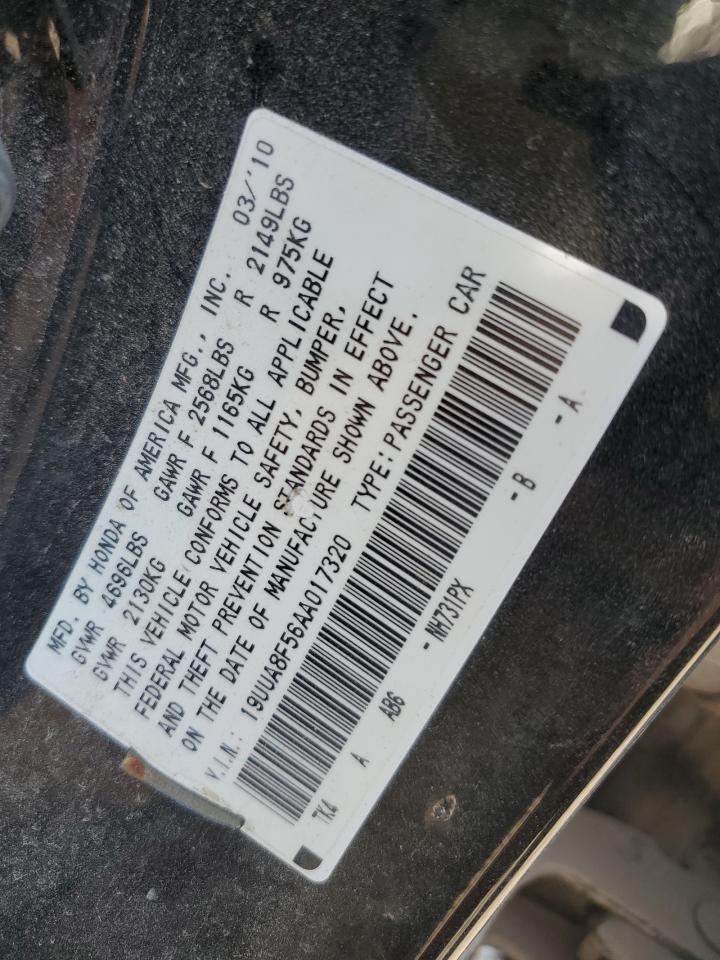 MFD. BY HONDA OF AMERICA MFG., INC. 03/'10
GVWR 4696LBS GAWR F 2568LBS R 2149LBS
GVWR 2130KG GAWR F 1165KG R 975KG
THIS VEHICLE CONFORMS TO ALL APPLICABLE
FEDERAL MOTOR VEHICLE SAFETY, BUMPER,
AND THEFT PREVENTION STANDARDS IN EFFECT
ON THE DATE OF MANUFACTURE SHOWN ABOVE.
V.I.N.: 19UUA8F56AA017320 TYPE:PASSENGER CAR
TK4 A AB6 -NH731PX -B -A